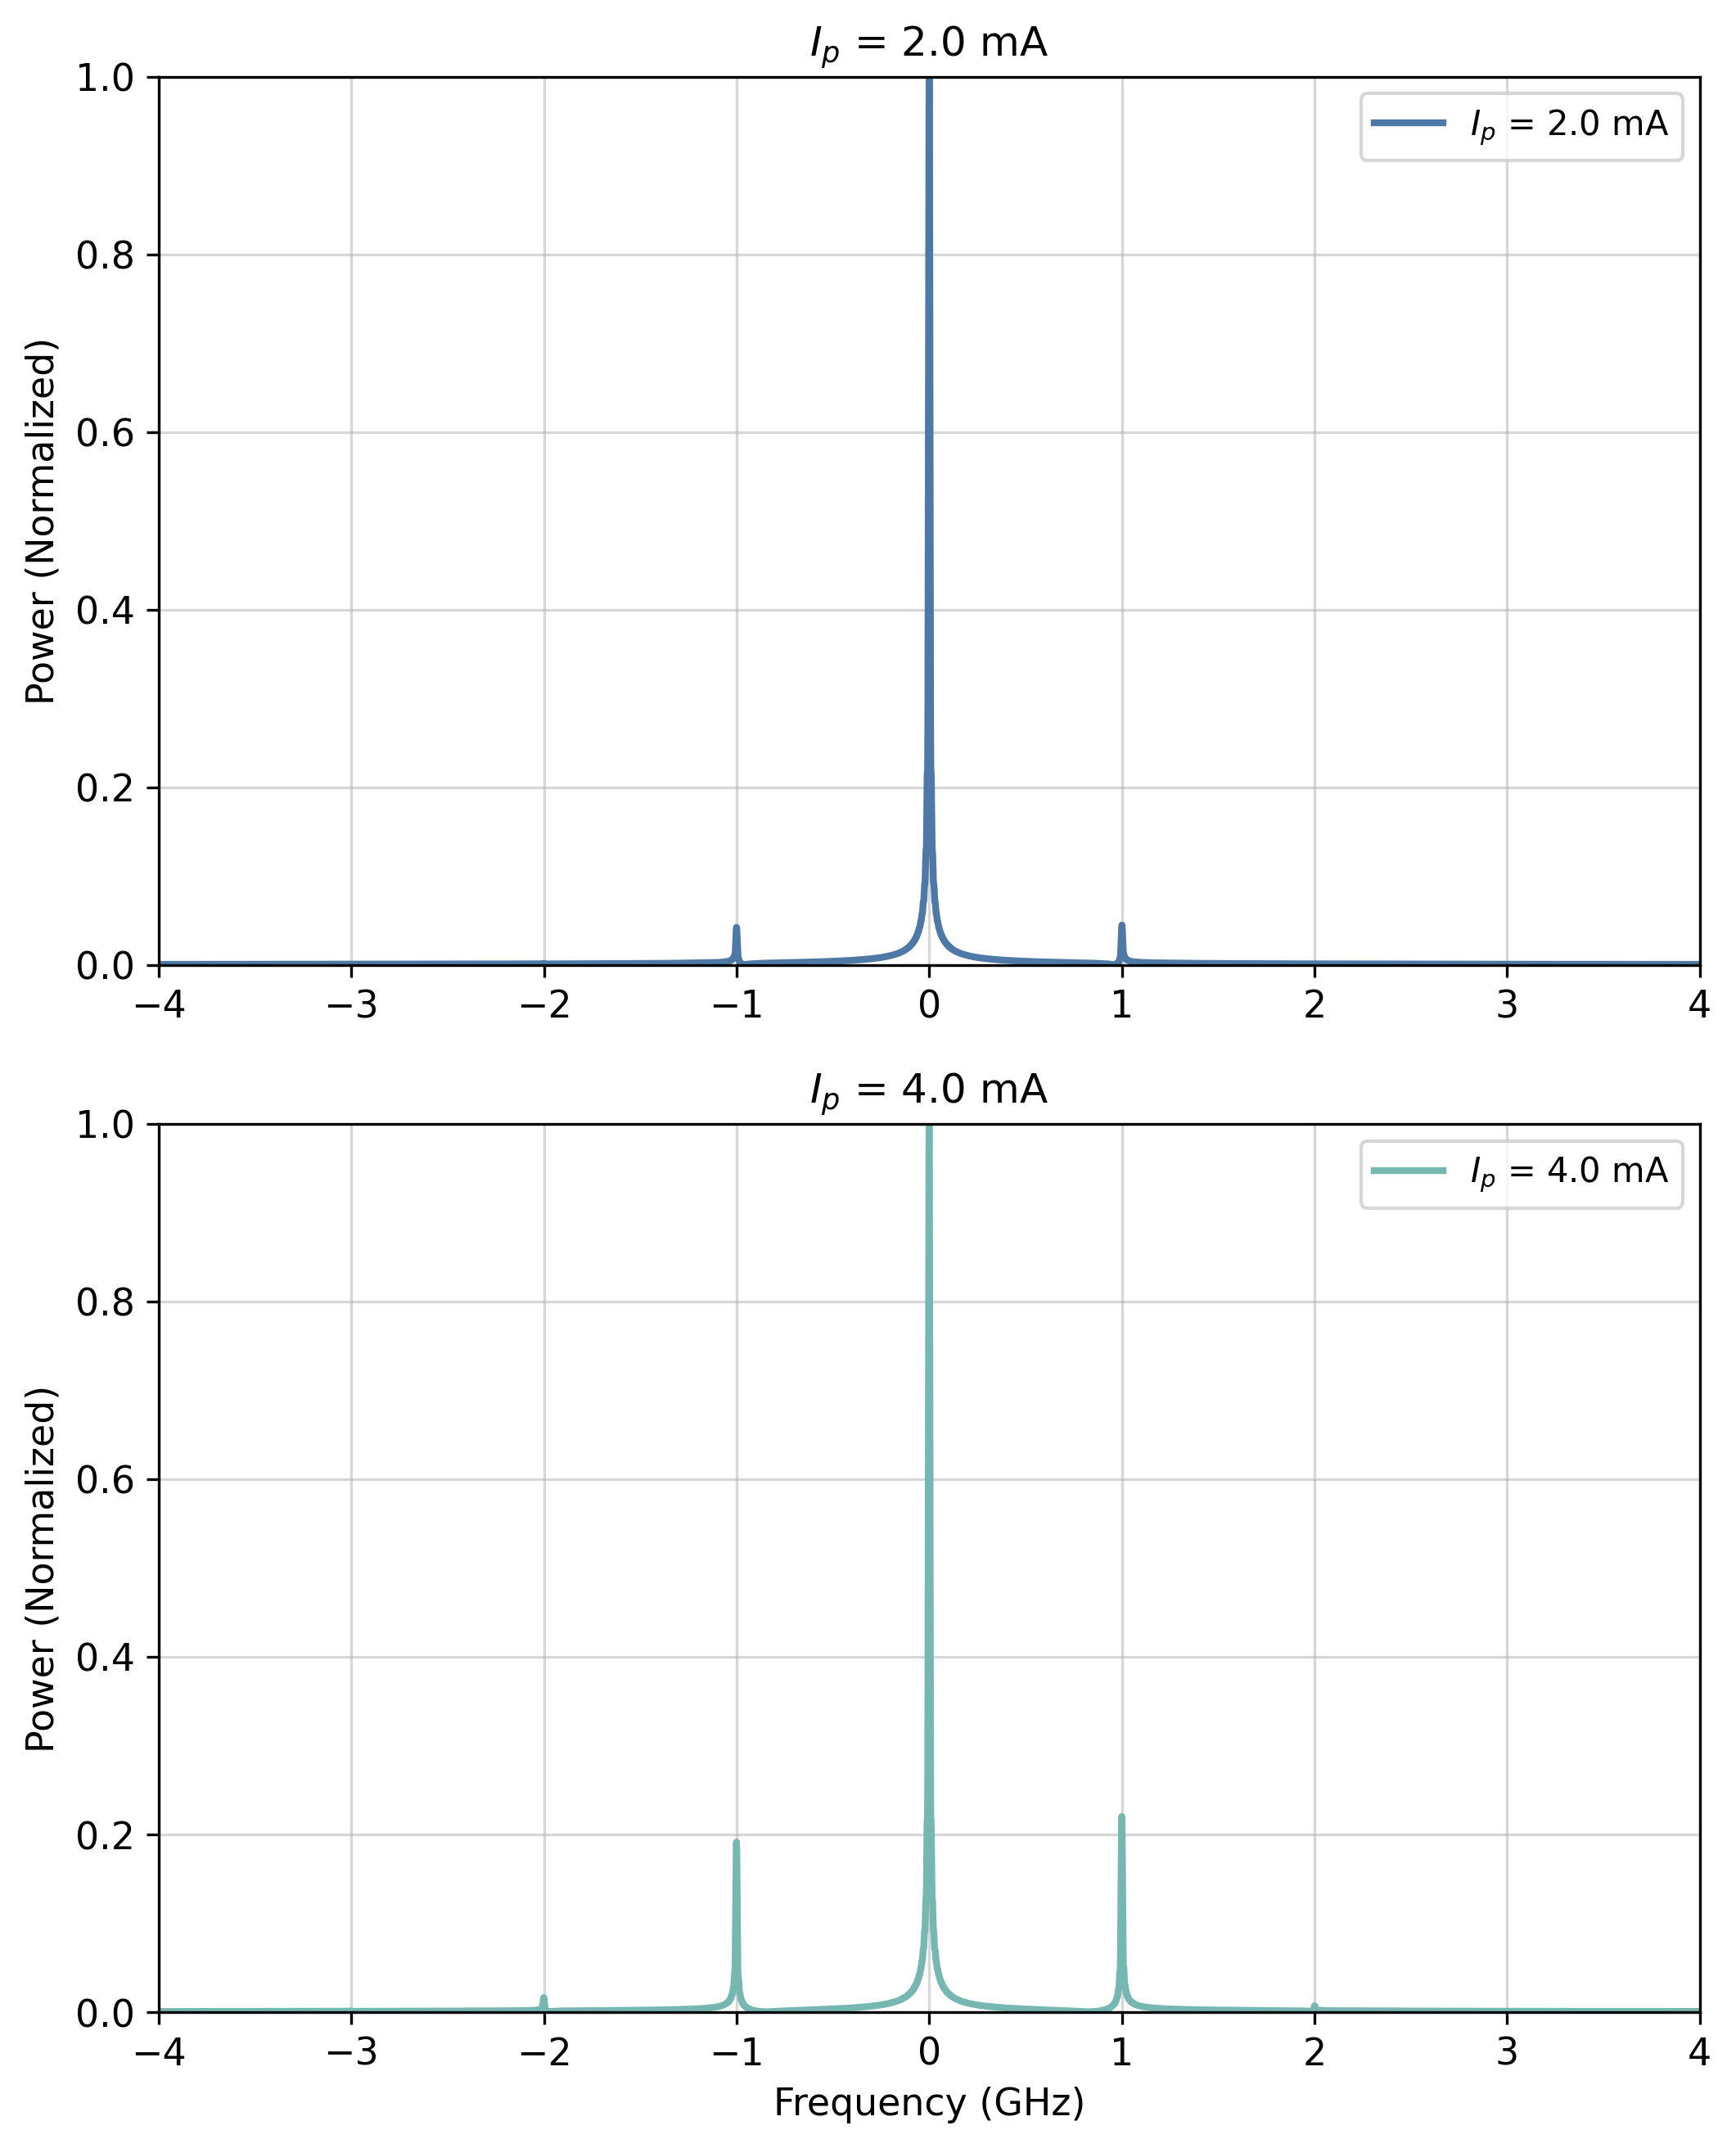 I_p = 2.0 mA
I_p = 2.0 mA
Power (Normalized)
1.0
0.8
0.6
0.4
0.2
0.0
−4 −3 −2 −1 0 1 2 3 4
I_p = 4.0 mA
I_p = 4.0 mA
Power (Normalized)
1.0
0.8
0.6
0.4
0.2
0.0
−4 −3 −2 −1 0 1 2 3 4
Frequency (GHz)